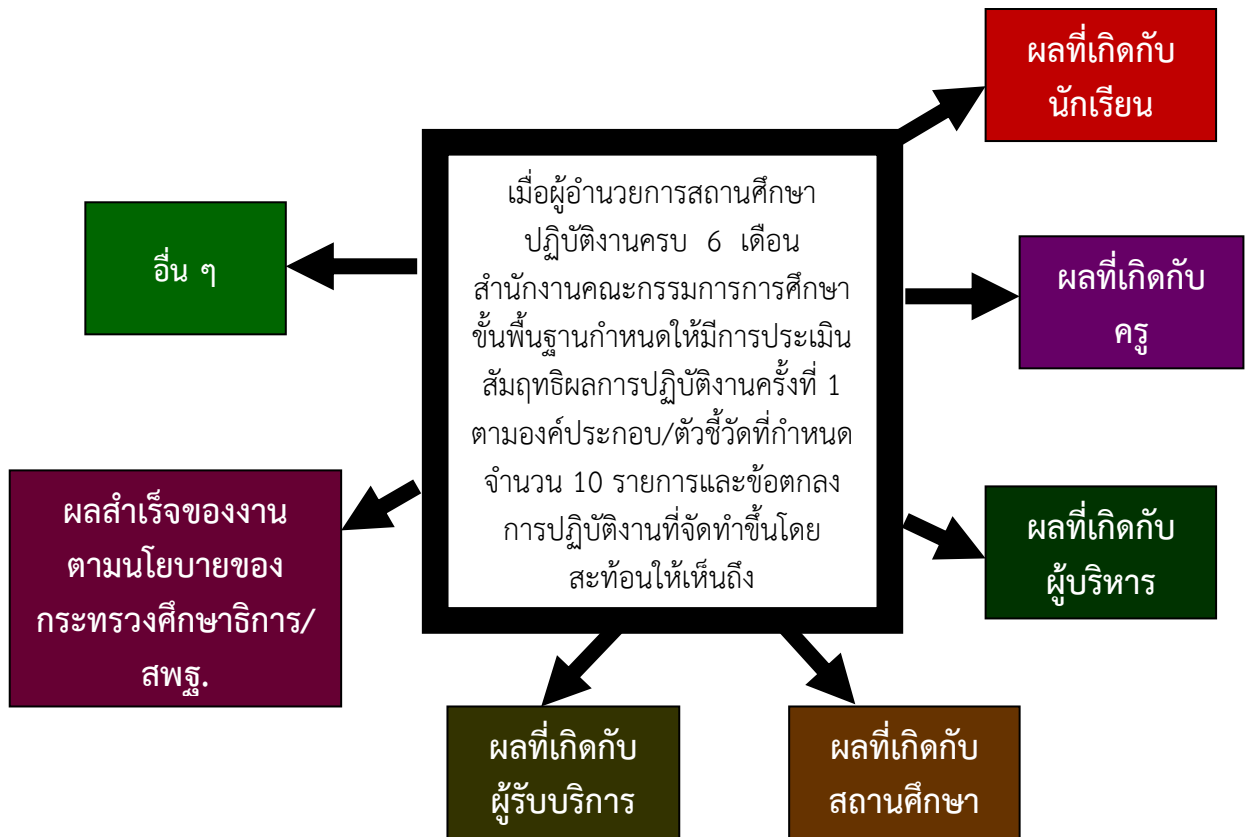 ผลที่เกิดกับ
นักเรียน
เมื่อผู้อำนวยการสถานศึกษา
ปฏิบัติงานครบ 6 เดือน
สำนักงานคณะกรรมการการศึกษา
ขั้นพื้นฐานกำหนดให้มีการประเมิน
สัมฤทธิผลการปฏิบัติงานครั้งที่ 1
ตามองค์ประกอบ/ตัวชี้วัดที่กำหนด
จำนวน 10 รายการและข้อตกลง
การปฏิบัติงานที่จัดทำขึ้นโดย
สะท้อนให้เห็นถึง
อื่น ๆ
ผลที่เกิดกับ
ครู
ผลสำเร็จของงาน
ตามนโยบายของ
กระทรวงศึกษาธิการ/
สพฐ.
ผลที่เกิดกับ
ผู้บริหาร
ผลที่เกิดกับ
ผู้รับบริการ
ผลที่เกิดกับ
สถานศึกษา